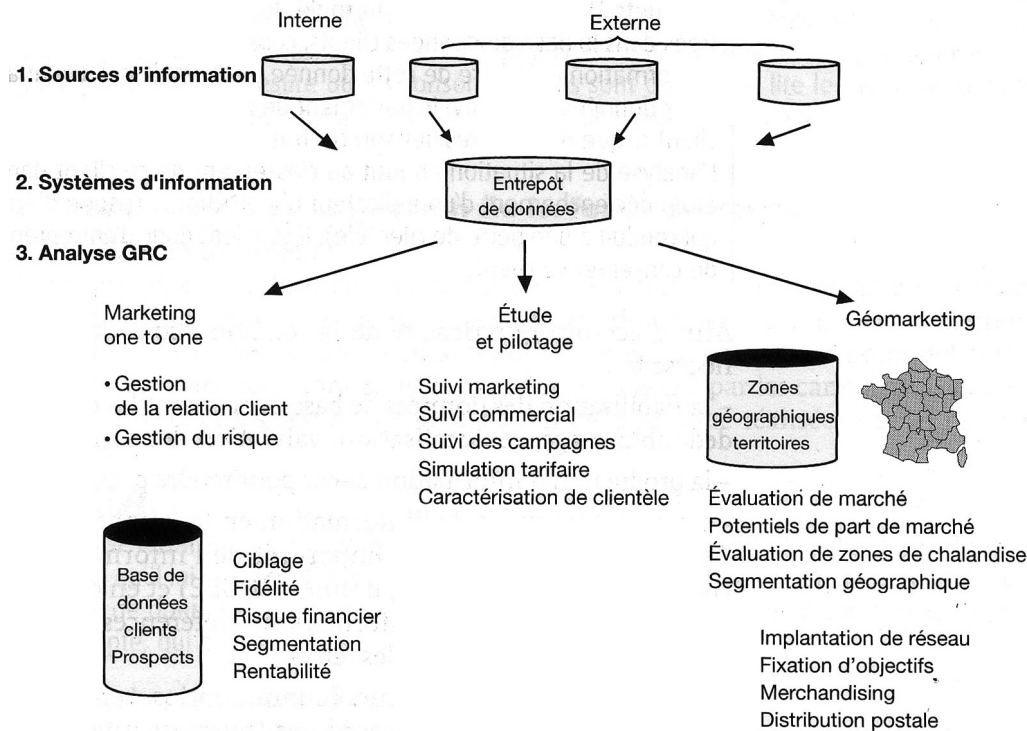 Interne
Externe
1. Sources d'information
2. Systèmes d'information
Entrepôt
de données
3. Analyse GRC
Marketing
one to one
• Gestion
de la relation client
• Gestion du risque
Base de
données
clients
Prospects
Ciblage
Fidélité
Risque financier
Segmentation
Rentabilité
Étude
et pilotage
Suivi marketing
Suivi commercial
Suivi des campagnes
Simulation tarifaire
Caractérisation de clientèle
Géomarketing
Zones
géographiques
territoires
Évaluation de marché
Potentiels de part de marché
Évaluation de zones de chalandise
Segmentation géographique
Implantation de réseau
Fixation d'objectifs
Merchandising
Distribution postale